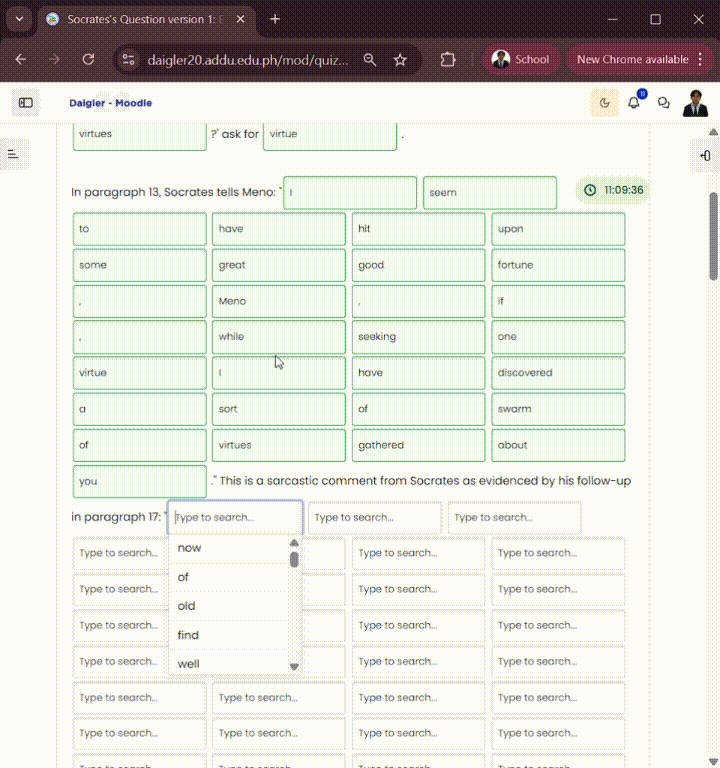 Socrates's Question version 1: E
daigler20.addu.edu.ph/mod/quiz...
School
New Chrome available
Daigler - Moodle
11
virtues ?' ask for virtue .
In paragraph 13, Socrates tells Meno: " I seem
11:09:36
to have hit upon
some great good fortune
, Meno , if
, while seeking one
virtue I have discovered
a sort of swarm
of virtues gathered about
you ." This is a sarcastic comment from Socrates as evidenced by his follow-up
in paragraph 17: " Type to search... Type to search... Type to search...
now
Type to search... Type to search... Type to search...
of
Type to search... Type to search... Type to search...
old
Type to search... Type to search... Type to search...
find
Type to search... Type to search... Type to search...
well
Type to search... Type to search... Type to search... Type to search...
Type to search... Type to search... Type to search... Type to search...